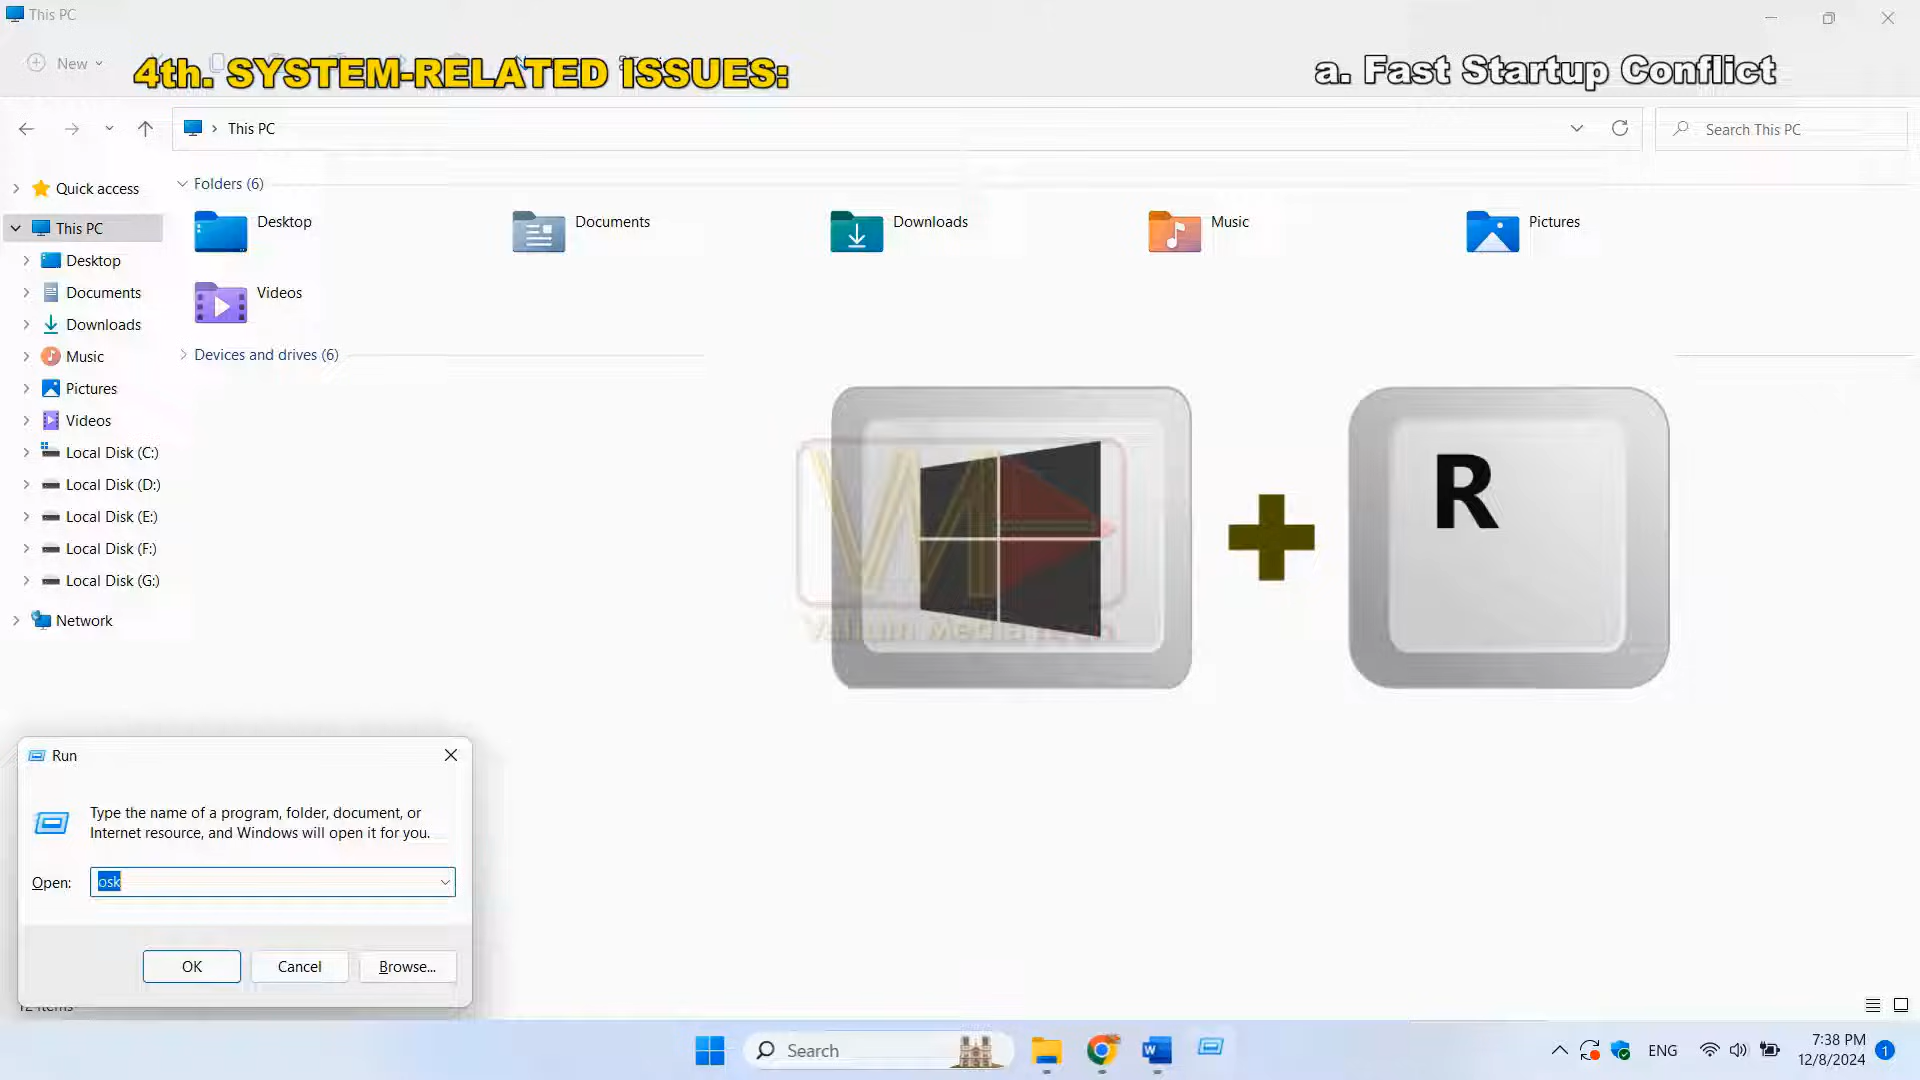 This PC
New
4th. SYSTEM-RELATED ISSUES:
a. Fast Startup Conflict
This PC
Search This PC
Quick access
This PC
Desktop
Documents
Downloads
Music
Pictures
Videos
Local Disk (C:)
Local Disk (D:)
Local Disk (E:)
Local Disk (F:)
Local Disk (G:)
Network
Folders (6)
Desktop
Documents
Downloads
Music
Pictures
Videos
Devices and drives (6)
R
Valium Media Tech
Run
Type the name of a program, folder, document, or
Internet resource, and Windows will open it for you.
Open:
osk
OK
Cancel
Browse...
12 items
Search
ENG
7:38 PM
12/8/2024
1